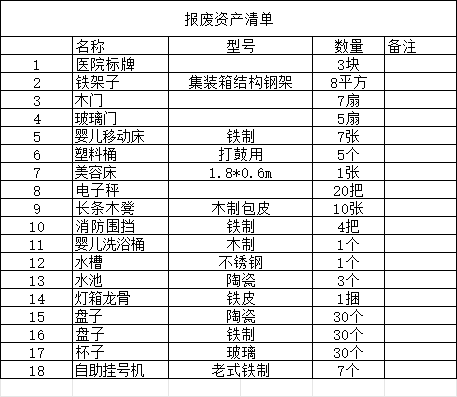 报废资产清单
名称 型号 数量 备注
1 医院标牌 3块
2 铁架子 集装箱结构钢架 8平方
3 木门 7扇
4 玻璃门 5扇
5 婴儿移动床 铁制 7张
6 塑料桶 打鼓用 5个
7 美容床 1.8*0.6m 1张
8 电子秤 20把
9 长条木凳 木制包皮 10张
10 消防围挡 铁制 4把
11 婴儿洗浴桶 木制 1个
12 水槽 不锈钢 1个
13 水池 陶瓷 3个
14 灯箱龙骨 铁皮 1捆
15 盘子 陶瓷 30个
16 盘子 铁制 30个
17 杯子 玻璃 30个
18 自助挂号机 老式铁制 7个